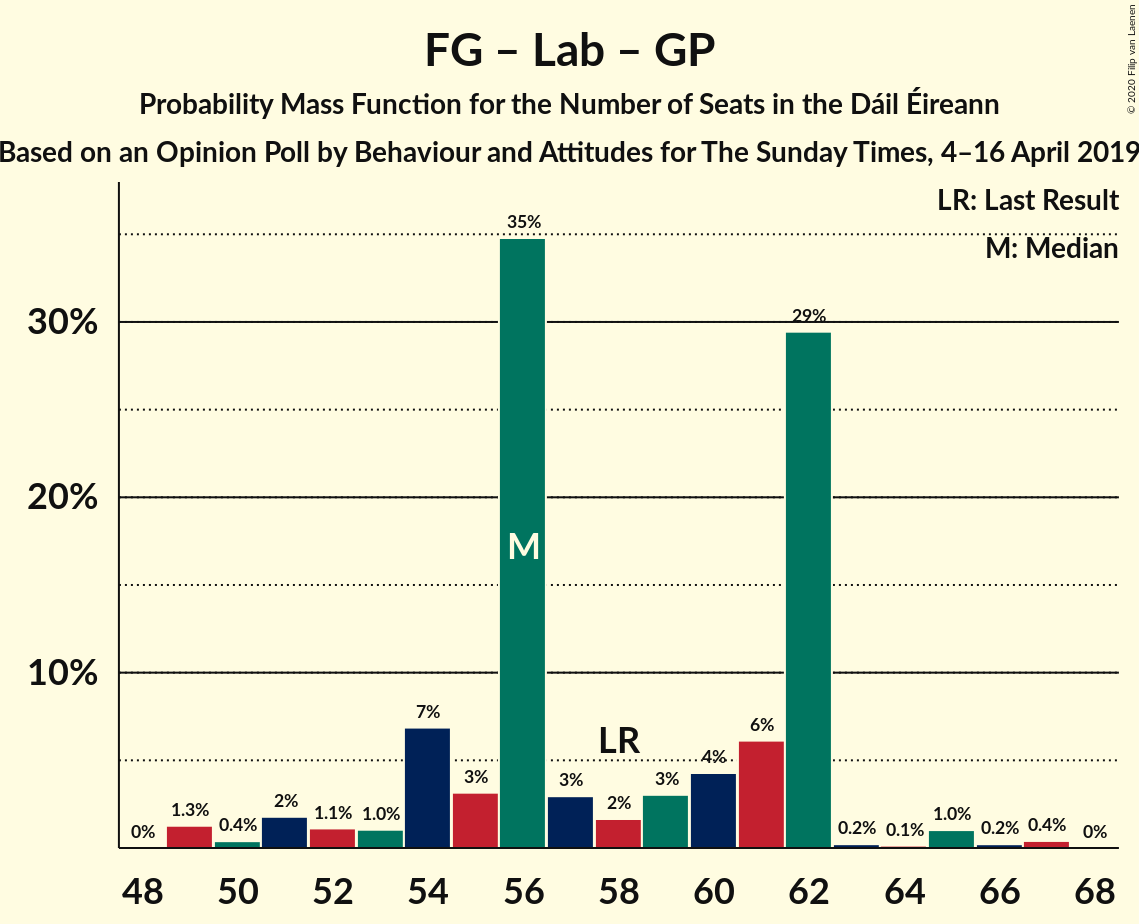 FG – Lab – GP
Probability Mass Function for the Number of Seats in the Dáil Éireann
Based on an Opinion Poll by Behaviour and Attitudes for The Sunday Times, 4–16 April 2019
© 2020 Filip van Laenen
LR: Last Result
M: Median
35%
30%
29%
20%
M
10%
7%
LR
6%
4%
3%
3%
3%
2%
2%
1.3%
1.1%
1.0%
1.0%
0%
0.4%
0.2%
0.1%
0.2%
0.4%
0%
48 50 52 54 56 58 60 62 64 66 68